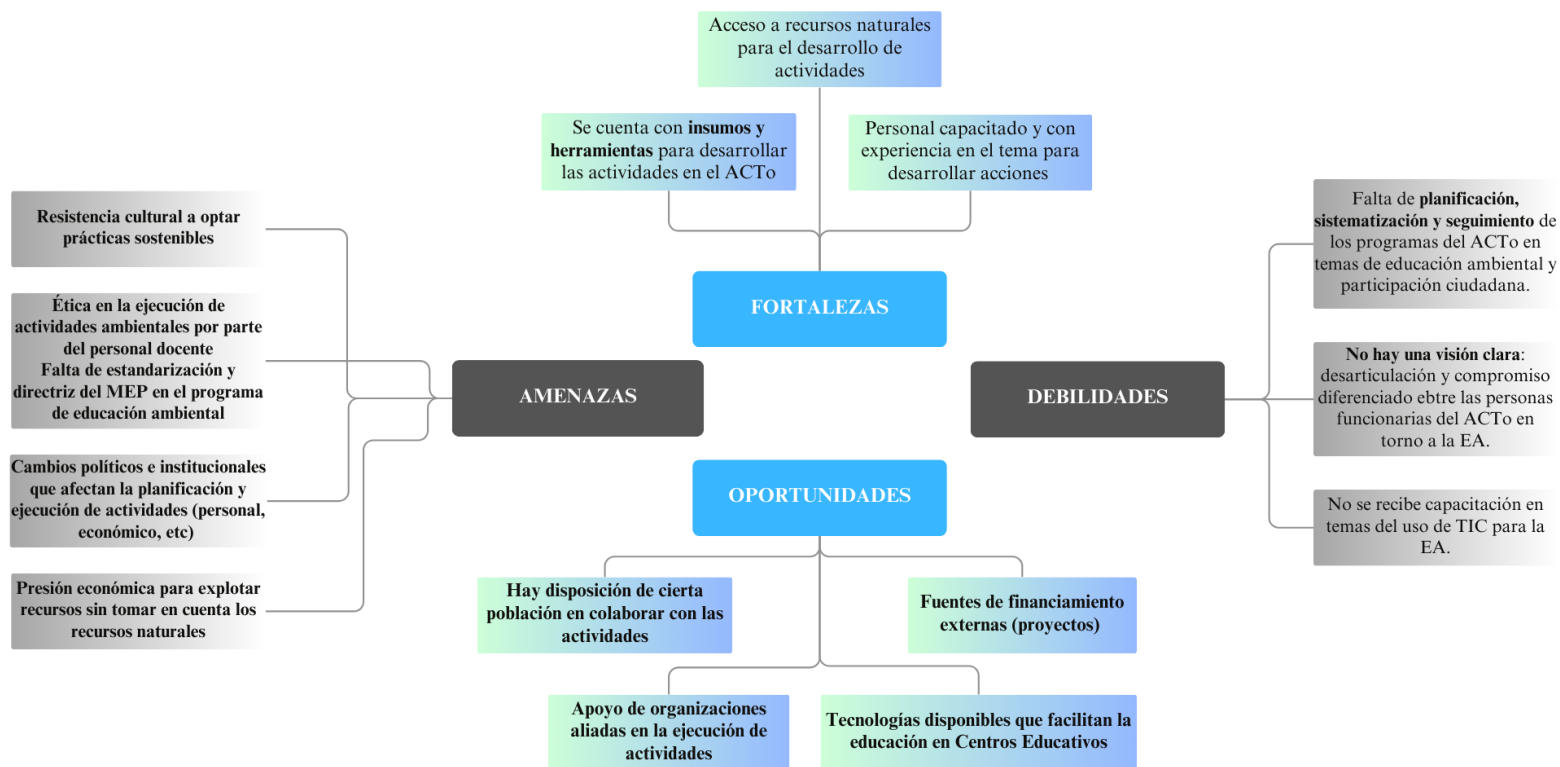 Acceso a recursos naturales
para el desarrollo de
actividades
Se cuenta con insumos y
herramientas para desarrollar
las actividades en el ACTo
Personal capacitado y con
experiencia en el tema para
desarrollar acciones
FORTALEZAS
Resistencia cultural a optar
prácticas sostenibles
Ética en la ejecución de
actividades ambientales por parte
del personal docente
Falta de estandarización y
directriz del MEP en el programa
de educación ambiental
Cambios políticos e institucionales
que afectan la planificación y
ejecución de actividades (personal,
económico, etc)
Presión económica para explotar
recursos sin tomar en cuenta los
recursos naturales
AMENAZAS
DEBILIDADES
Falta de planificación,
sistematización y seguimiento de
los programas del ACTo en
temas de educación ambiental y
participación ciudadana.
No hay una visión clara:
desarticulación y compromiso
diferenciado ebtre las personas
funcionarias del ACTo en
torno a la EA.
No se recibe capacitación en
temas del uso de TIC para la
EA.
OPORTUNIDADES
Hay disposición de cierta
población en colaborar con las
actividades
Fuentes de financiamiento
externas (proyectos)
Apoyo de organizaciones
aliadas en la ejecución de
actividades
Tecnologías disponibles que facilitan la
educación en Centros Educativos